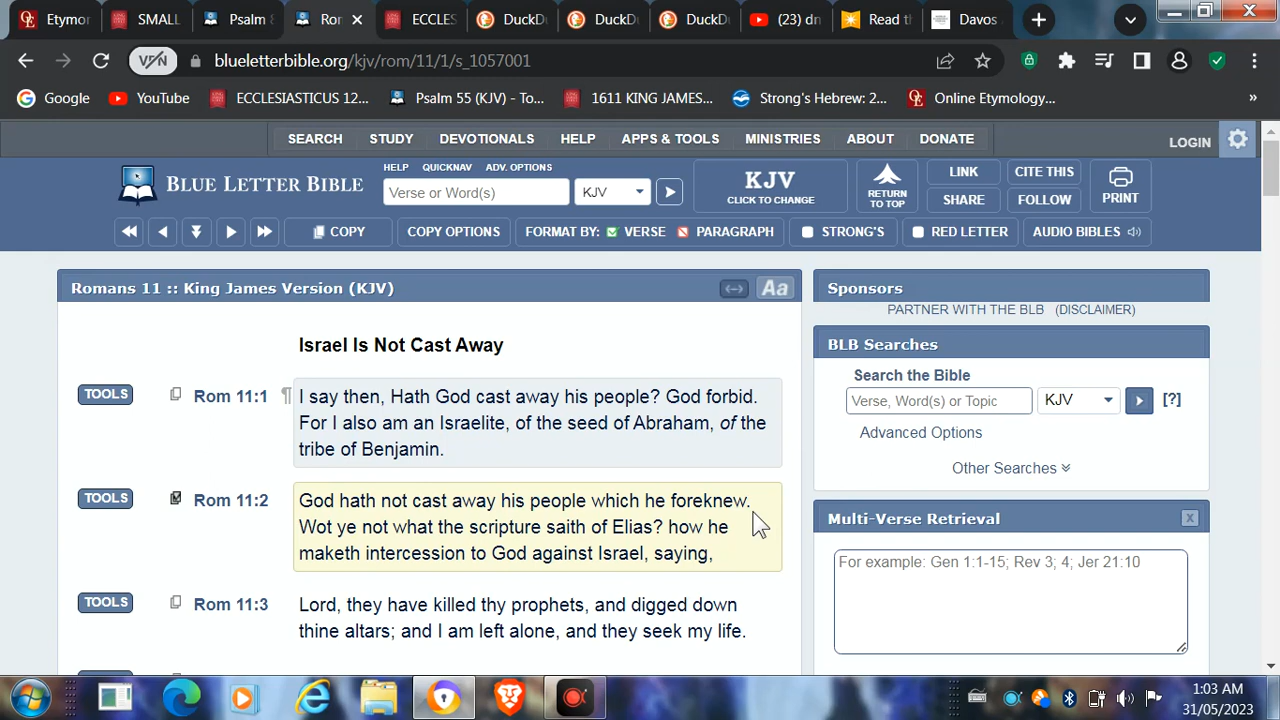 Etymo
SMALL
Psalm 8
Ror
ECCLES
DuckDu
DuckDu
DuckDu
(23) d
Read th
Davos
VPN
blueletterbible.org/kjv/rom/11/1/s_1057001
Google
YouTube
ECCLESIASTICUS 12...
Psalm 55 (KJV) - To...
1611 KING JAMES...
Strong's Hebrew: 2...
Online Etymology...
»
SEARCH STUDY DEVOTIONALS HELP APPS & TOOLS MINISTRIES ABOUT DONATE
LOGIN
BLUE LETTER BIBLE
HELP QUICKNAV ADV. OPTIONS
Verse or Word(s)
KJV
KJV
CLICK TO CHANGE
RETURN
TO TOP
LINK
CITE THIS
SHARE
FOLLOW
PRINT
COPY
COPY OPTIONS
FORMAT BY: VERSE PARAGRAPH
STRONG'S
RED LETTER
AUDIO BIBLES
Romans 11 :: King James Version (KJV)
Aa
Israel Is Not Cast Away
TOOLS
Rom 11:1
¶
I say then, Hath God cast away his people? God forbid.
For I also am an Israelite, of the seed of Abraham, of the
tribe of Benjamin.
TOOLS
Rom 11:2
God hath not cast away his people which he foreknew.
Wot ye not what the scripture saith of Elias? how he
maketh intercession to God against Israel, saying,
TOOLS
Rom 11:3
Lord, they have killed thy prophets, and digged down
thine altars; and I am left alone, and they seek my life.
Sponsors
PARTNER WITH THE BLB (DISCLAIMER)
BLB Searches
Search the Bible
Verse, Word(s) or Topic
KJV
[?]
Advanced Options
Other Searches
Multi-Verse Retrieval
X
For example: Gen 1:1-15; Rev 3; 4; Jer 21:10
1:03 AM
31/05/2023